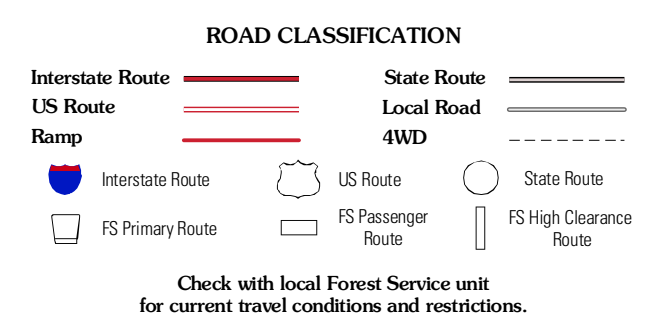 ROAD CLASSIFICATION
Interstate Route
State Route
US Route
Local Road
Ramp
4WD
Interstate Route
US Route
State Route
FS Primary Route
FS Passenger
Route
FS High Clearance
Route
Check with local Forest Service unit
for current travel conditions and restrictions.